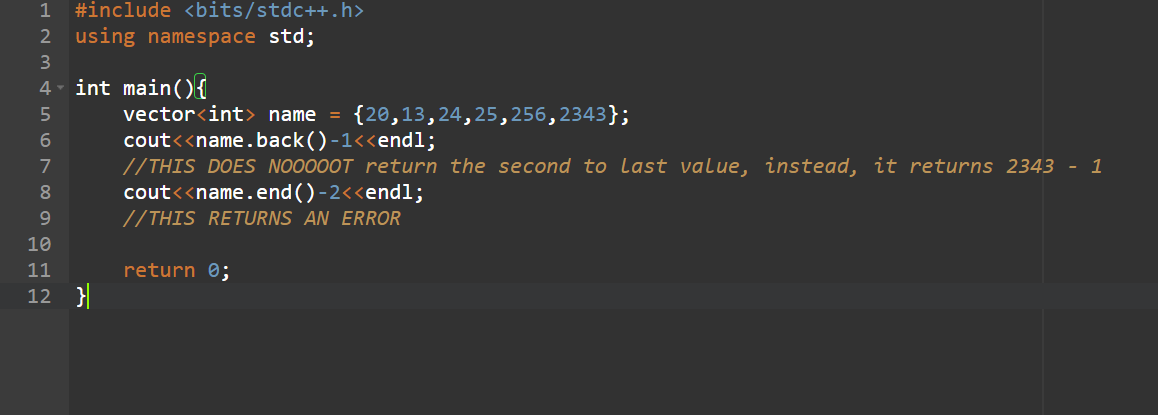 1 #include <bits/stdc++.h>
2 using namespace std;
3
4 int main(){
5 vector<int> name = {20,13,24,25,256,2343};
6 cout<<name.back()-1<<endl;
7 //THIS DOES NOOOOOT return the second to last value, instead, it returns 2343 - 1
8 cout<<name.end()-2<<endl;
9 //THIS RETURNS AN ERROR
10
11 return 0;
12 }